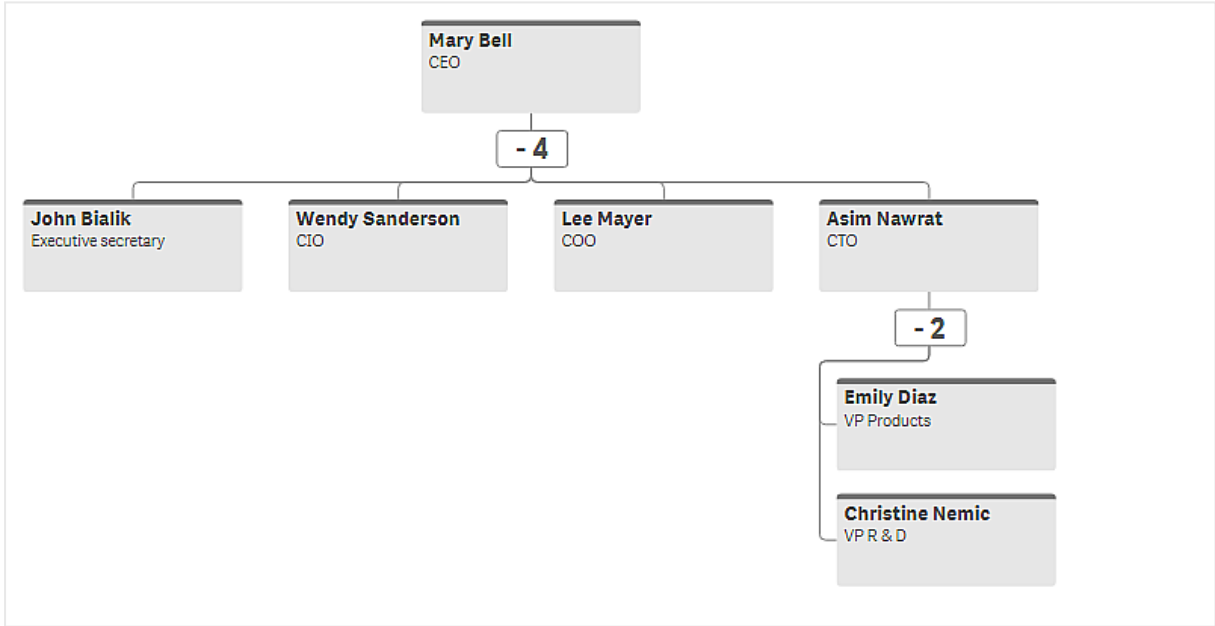 Mary Bell
CEO
- 4
John Bialik
Executive secretary
Wendy Sanderson
CIO
Lee Mayer
COO
Asim Nawrat
CTO
- 2
Emily Diaz
VP Products
Christine Nemic
VP R & D